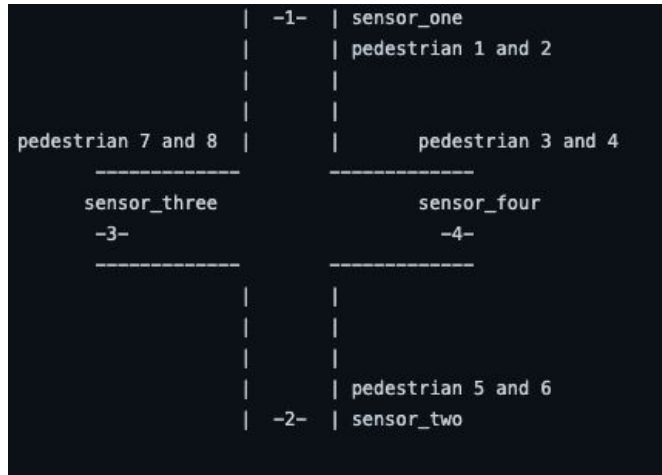 | -1- | sensor_one
| | pedestrian 1 and 2
| |
| |
pedestrian 7 and 8 | | pedestrian 3 and 4
------------- -------------
sensor_three sensor_four
-3- -4-
------------- -------------
| |
| |
| |
| | pedestrian 5 and 6
| -2- | sensor_two